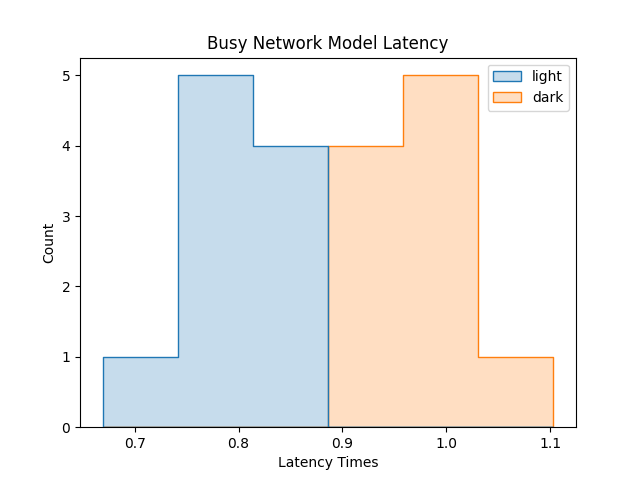 Busy Network Model Latency
light
dark
Count
5
4
3
2
1
0
0.7 0.8 0.9 1.0 1.1
Latency Times